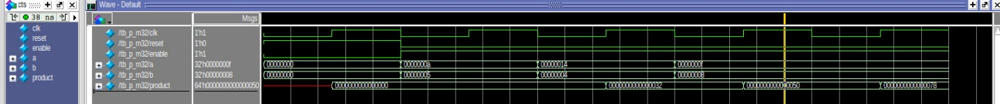 cts
Wave - Default
38 ns
Msgs
clk
reset
enable
a
b
product
/tb_p_m32/clk 1'h1
/tb_p_m32/reset 1'h0
/tb_p_m32/enable 1'h1
/tb_p_m32/a 32'h0000000f 00000000 0000000a 00000014 0000000f
/tb_p_m32/b 32'h00000008 00000000 00000005 00000004 00000008
/tb_p_m32/product 64'h0000000000000050 0000000000000000 0000000000000032 0000000000000050 0000000000000078